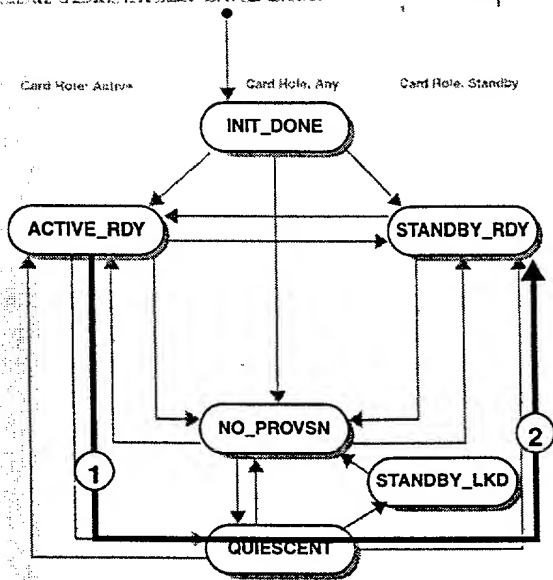 Card Role: Active
Card Role, Any
Card Role, Standby
INIT_DONE
ACTIVE_RDY
STANDBY_RDY
NO_PROVSN
1
2
STANDBY_LKD
QUIESCENT